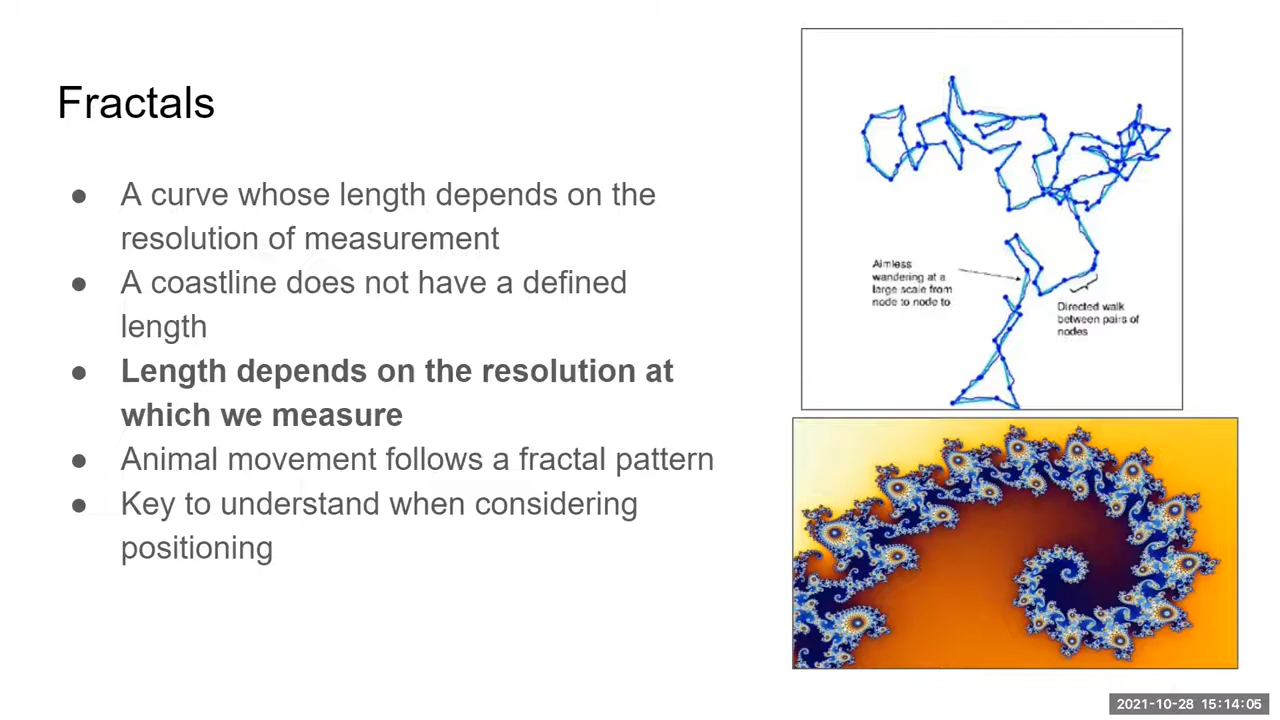 Fractals
● A curve whose length depends on the
resolution of measurement
● A coastline does not have a defined
length
● Length depends on the resolution at
which we measure
● Animal movement follows a fractal pattern
● Key to understand when considering
positioning
Aimless
wandering at a
large scale from
node to node to
Directed walk
between pairs of
nodes
2021-10-28 15:14:05